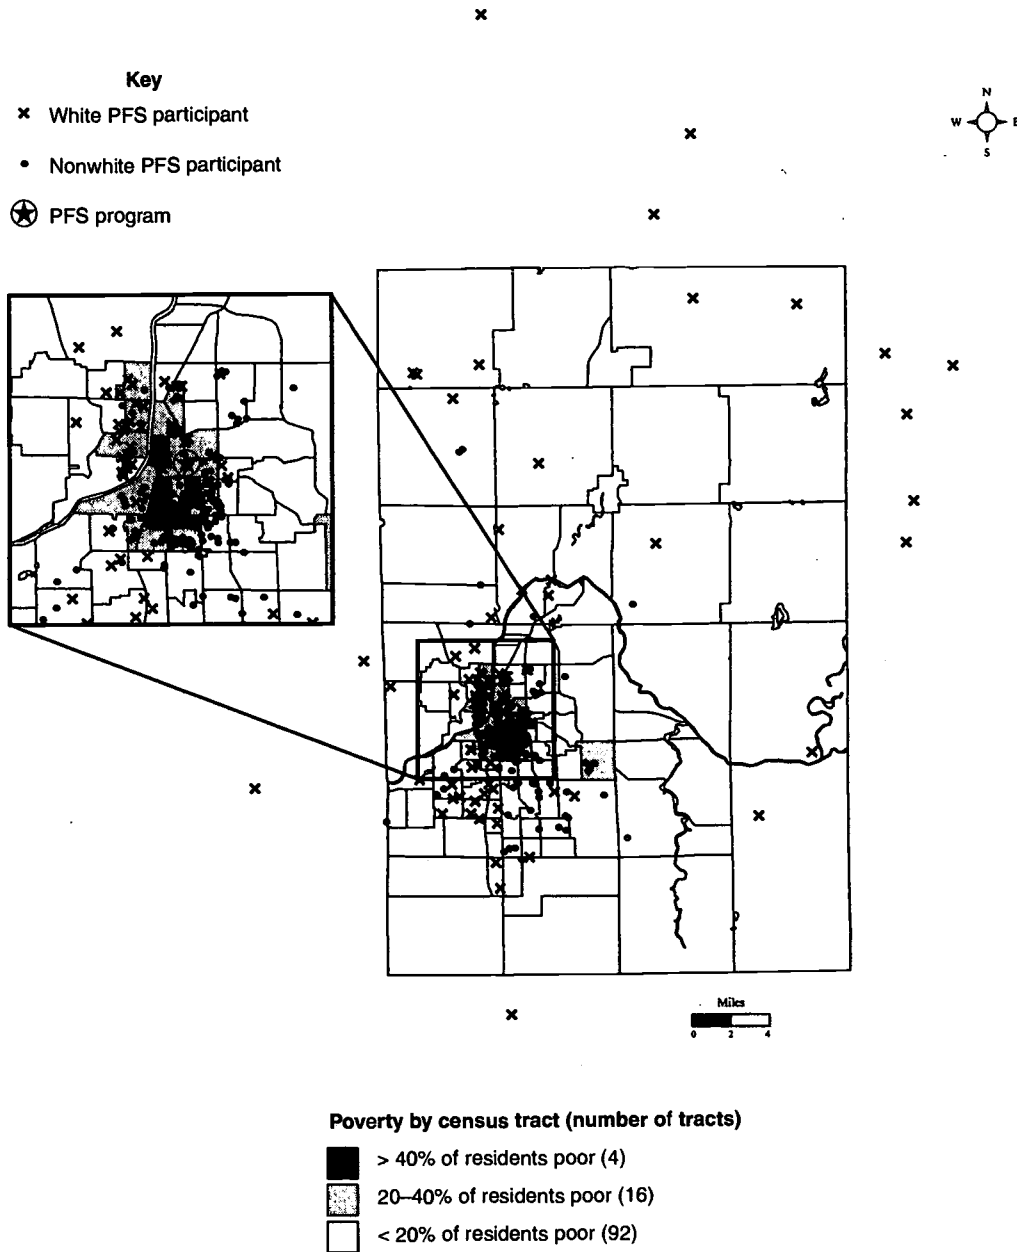 Key
White PFS participant
Nonwhite PFS participant
PFS program
N
W E
S
Miles
0 2 4
Poverty by census tract (number of tracts)
> 40% of residents poor (4)
20–40% of residents poor (16)
< 20% of residents poor (92)